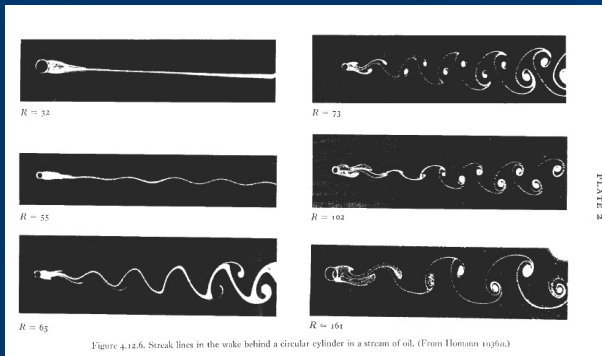 R = 32
R = 73
R = 55
R = 102
R = 65
R = 161
PLATE 2
Figure 4.12.6. Streak lines in the wake behind a circular cylinder in a stream of oil. (From Homann 1936a.)